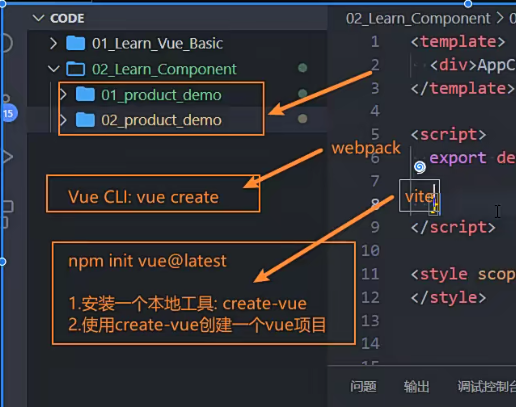 CODE
01_Learn_Vue_Basic
02_Learn_Component
01_product_demo
02_product_demo
15
Vue CLI: vue create
npm init vue@latest
1.安装一个本地工具: create-vue
2.使用create-vue创建一个vue项目
webpack
vite
02_Learn_Component > 0
1 <template>
2 <div>AppC
3 </template>
4
5 <script>
6 export de
7
8
9 </script>
10
11 <style scop
12 </style>
13
14
问题 输出 调试控制台